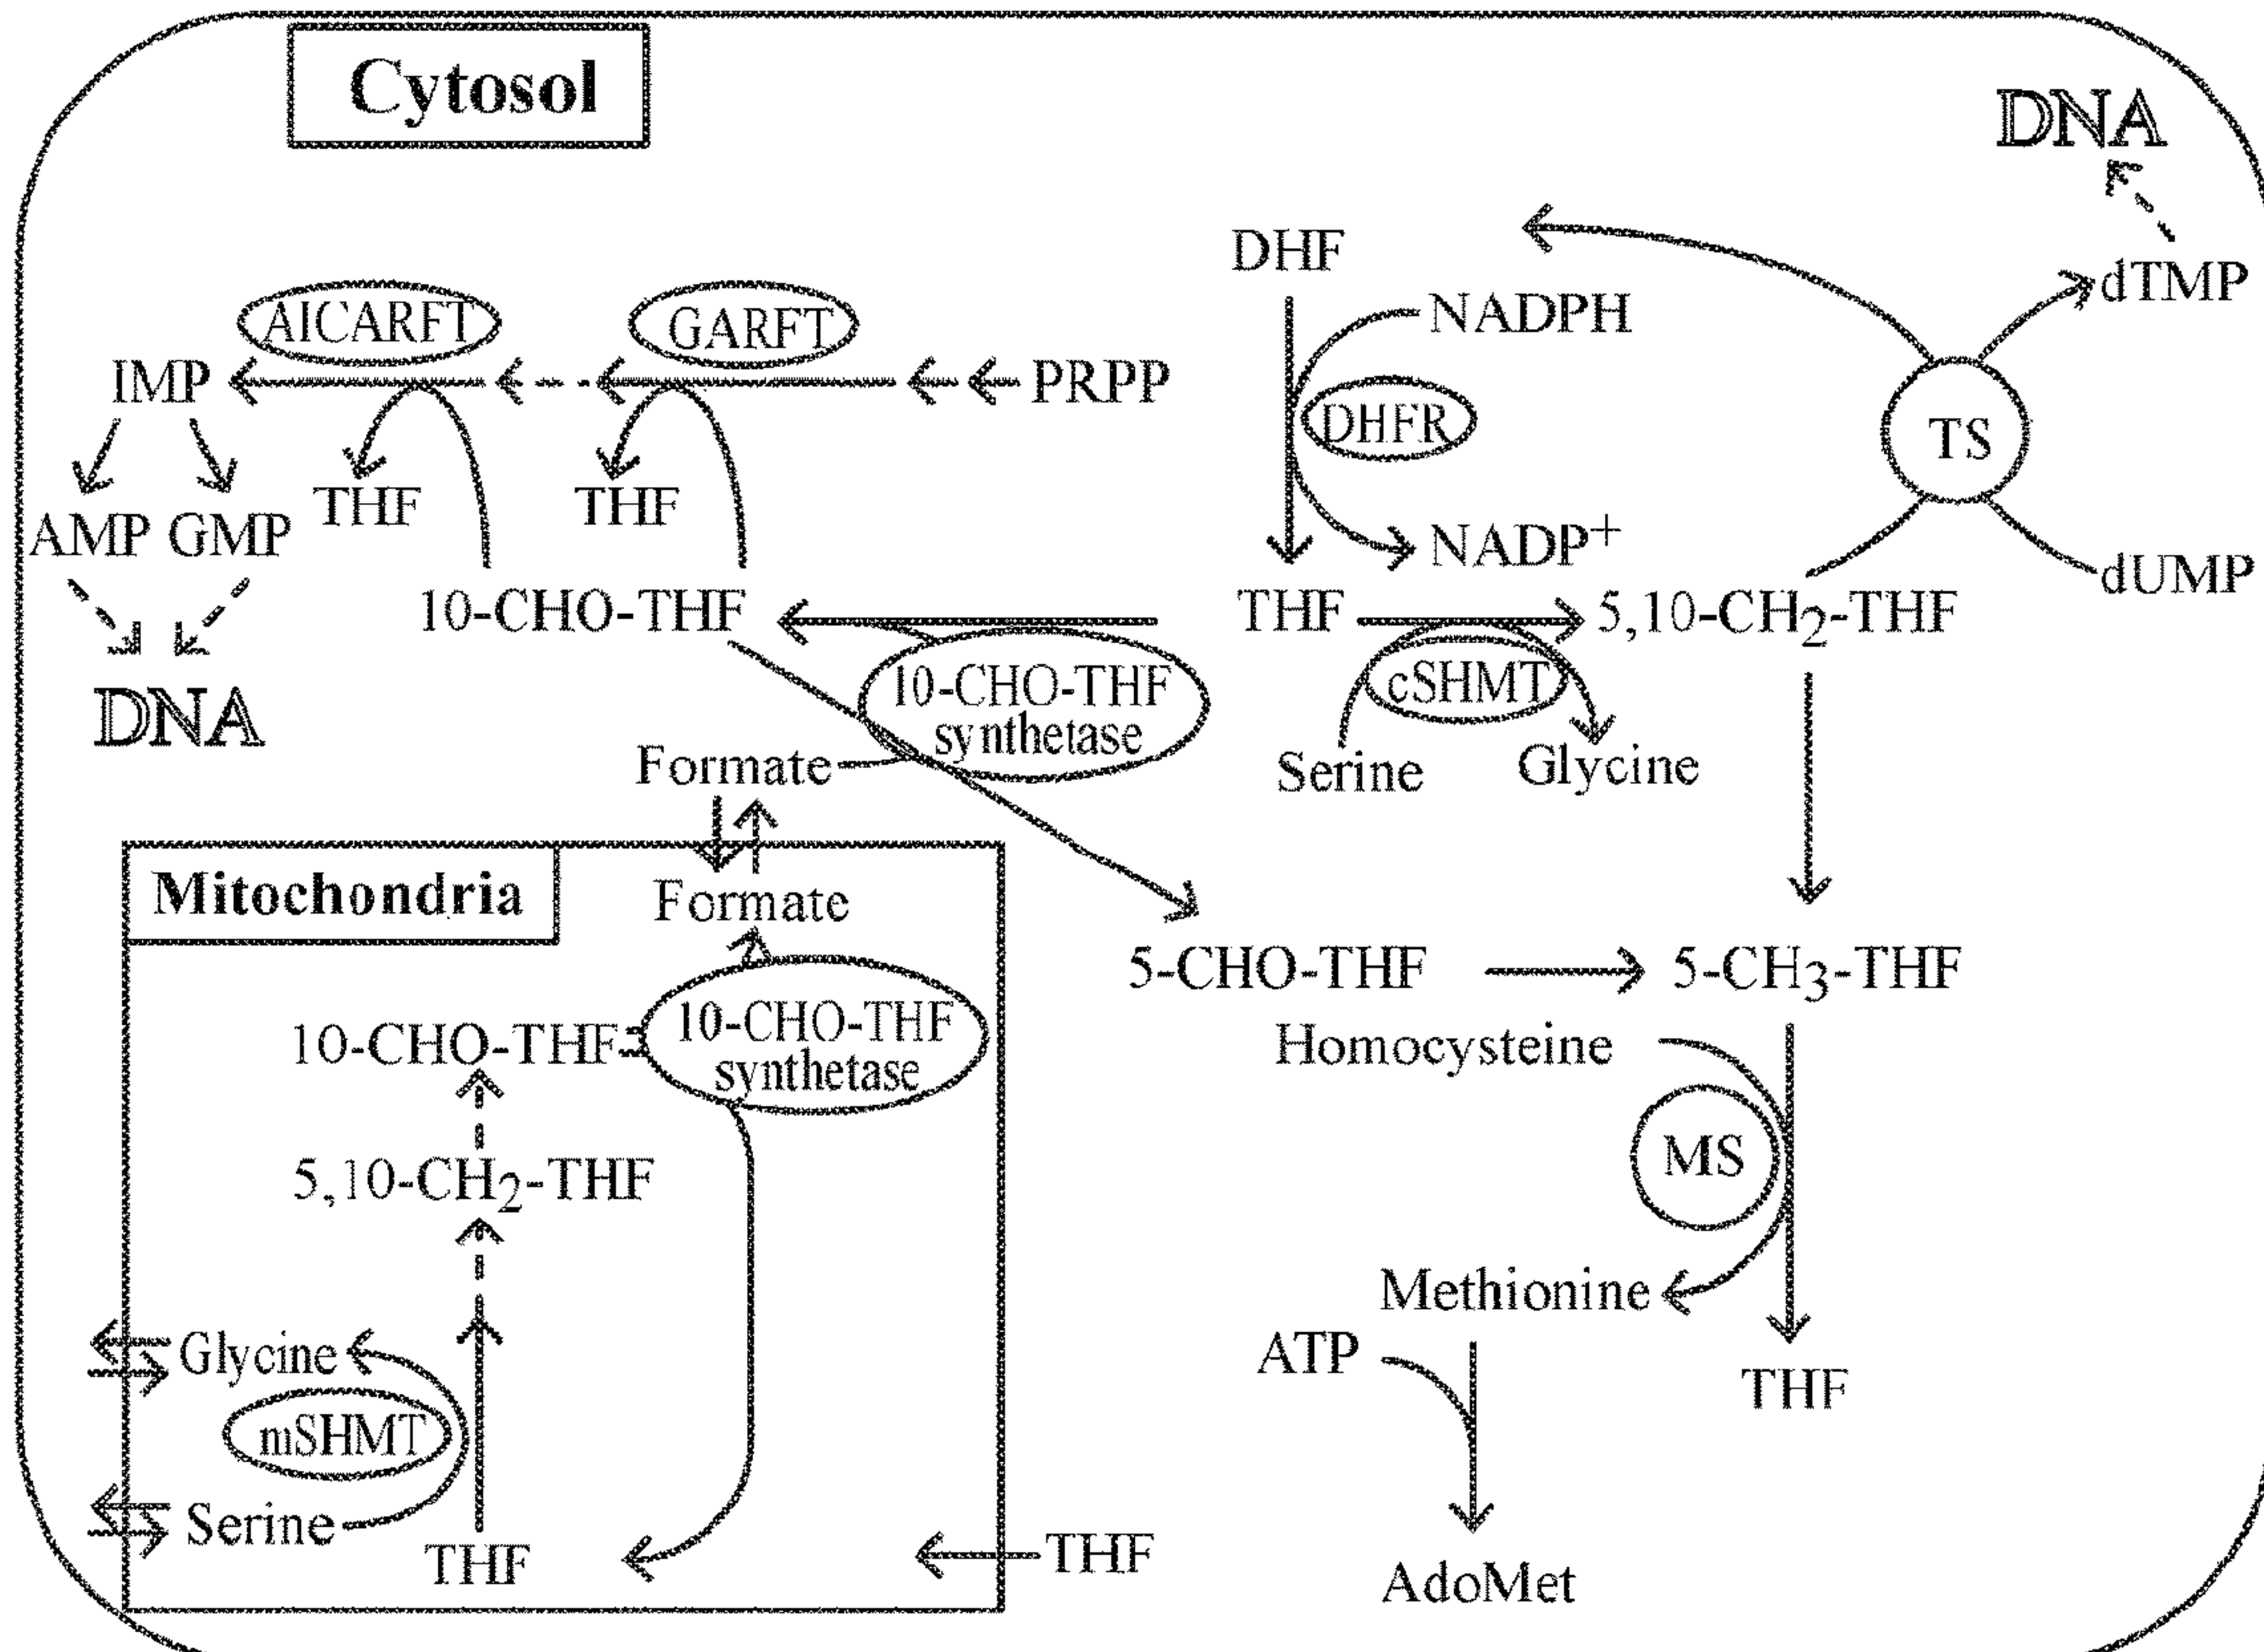 Cytosol
DNA
DHF
dTMP
AICARFT
GARFT
NADPH
IMP
PRPP
DHFR
TS
THF
THF
AMP
GMP
NADP+
dUMP
10-CHO-THF
THF
5,10-CH2-THF
10-CHO-THF
synthetase
cSHMT
DNA
Formate
Serine
Glycine
Mitochondria
Formate
5-CHO-THF
5-CH3-THF
10-CHO-THF
10-CHO-THF
synthetase
Homocysteine
MS
5,10-CH2-THF
Methionine
Glycine
ATP
THF
mSHMT
Serine
THF
THF
AdoMet